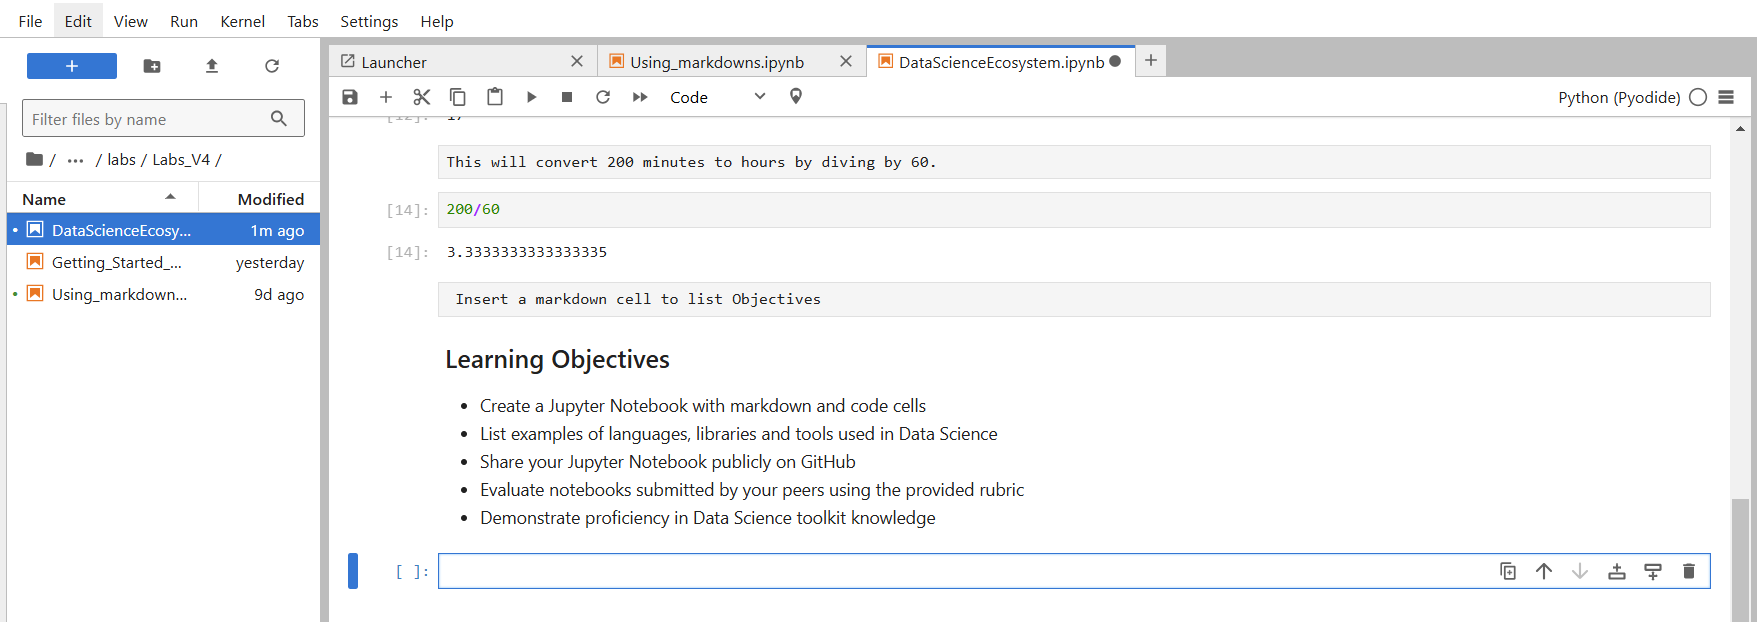 File Edit View Run Kernel Tabs Settings Help
Launcher
Using_markdowns.ipynb
DataScienceEcosystem.ipynb
Code
Python (Pyodide)
Filter files by name
/ ... / labs / Labs_V4 /
Name Modified
DataScienceEcosy... 1m ago
Getting_Started_... yesterday
Using_markdown... 9d ago
[12]: 17
This will convert 200 minutes to hours by diving by 60.
[14]: 200/60
[14]: 3.3333333333333335
Insert a markdown cell to list Objectives
Learning Objectives
• Create a Jupyter Notebook with markdown and code cells
• List examples of languages, libraries and tools used in Data Science
• Share your Jupyter Notebook publicly on GitHub
• Evaluate notebooks submitted by your peers using the provided rubric
• Demonstrate proficiency in Data Science toolkit knowledge
[ ]: